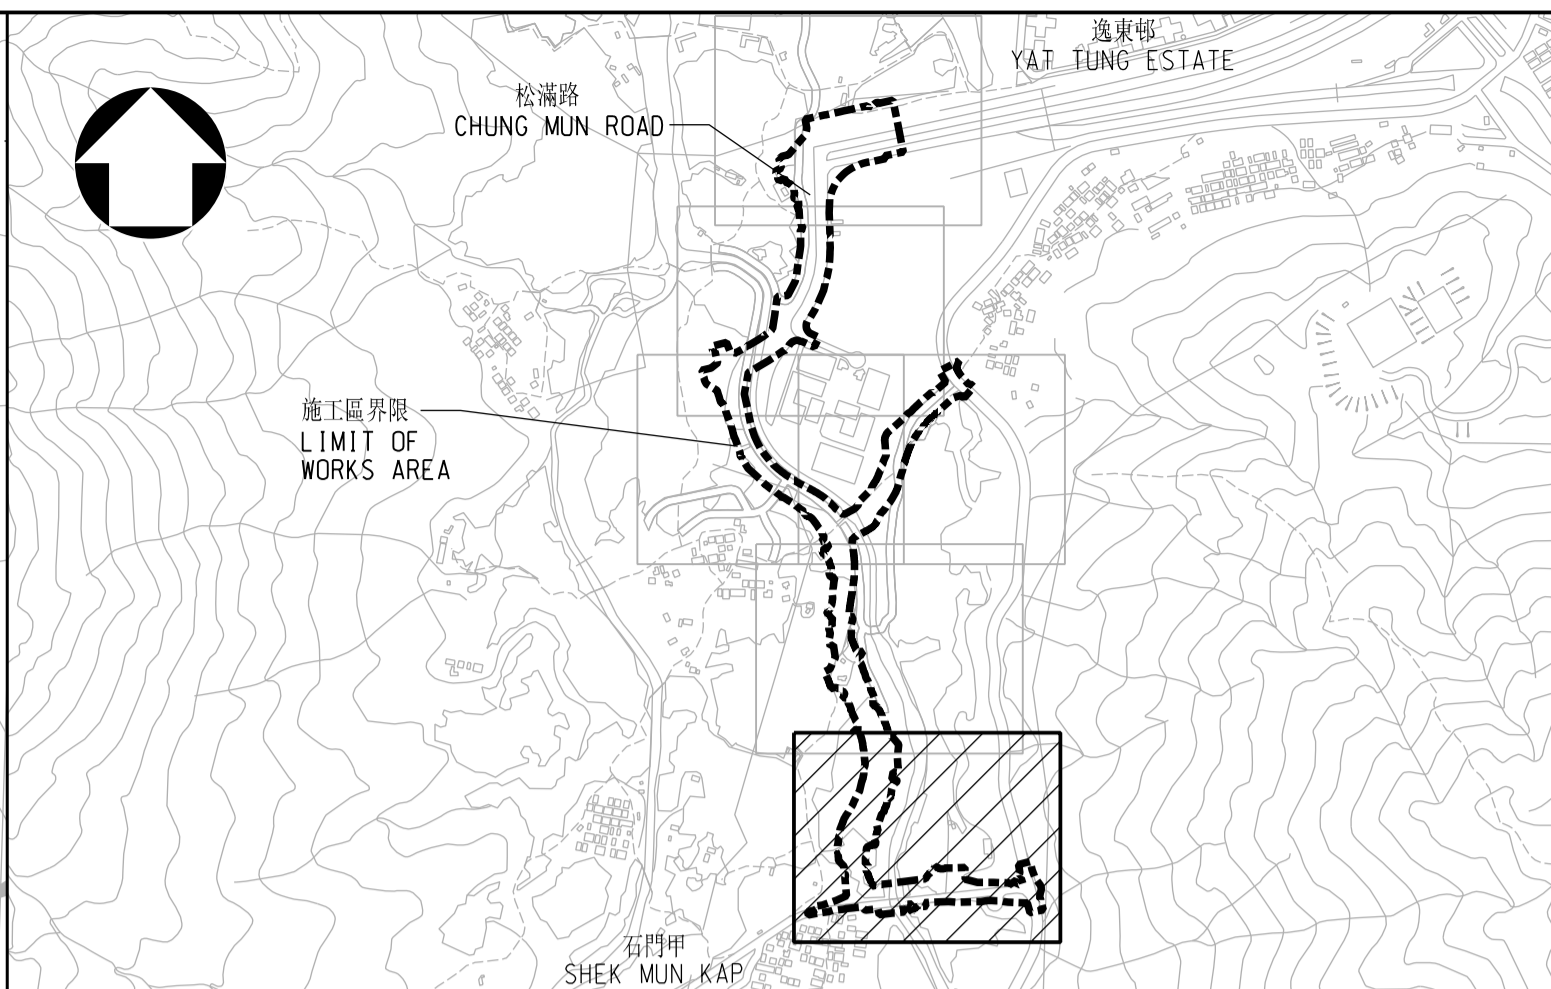 逸東邨
YAT TUNG ESTATE
松滿路
CHUNG MUN ROAD
施工區界限
LIMIT OF
WORKS AREA
石門甲
SHEK MUN KAP